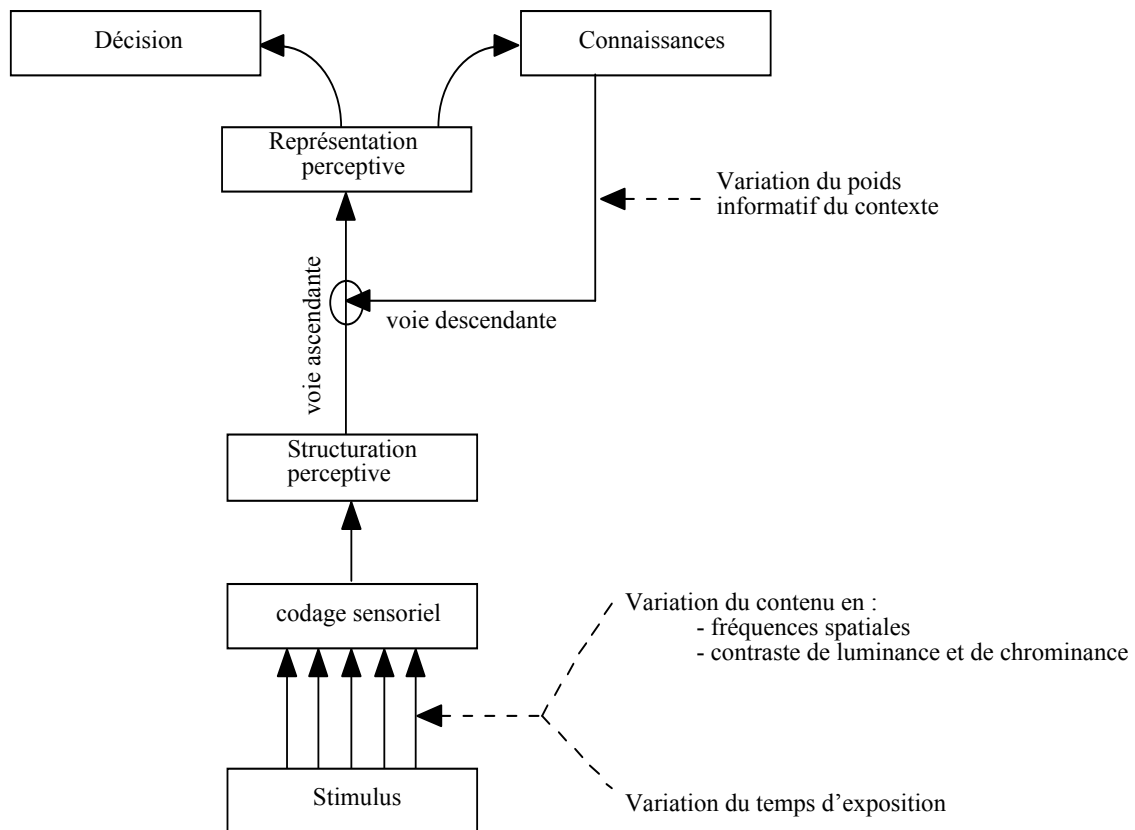 Décision
Connaissances
Représentation
perceptive
Variation du poids
informatif du contexte
voie ascendante
voie descendante
Structuration
perceptive
codage sensoriel
Variation du contenu en :
- fréquences spatiales
- contraste de luminance et de chrominance
Stimulus
Variation du temps d’exposition